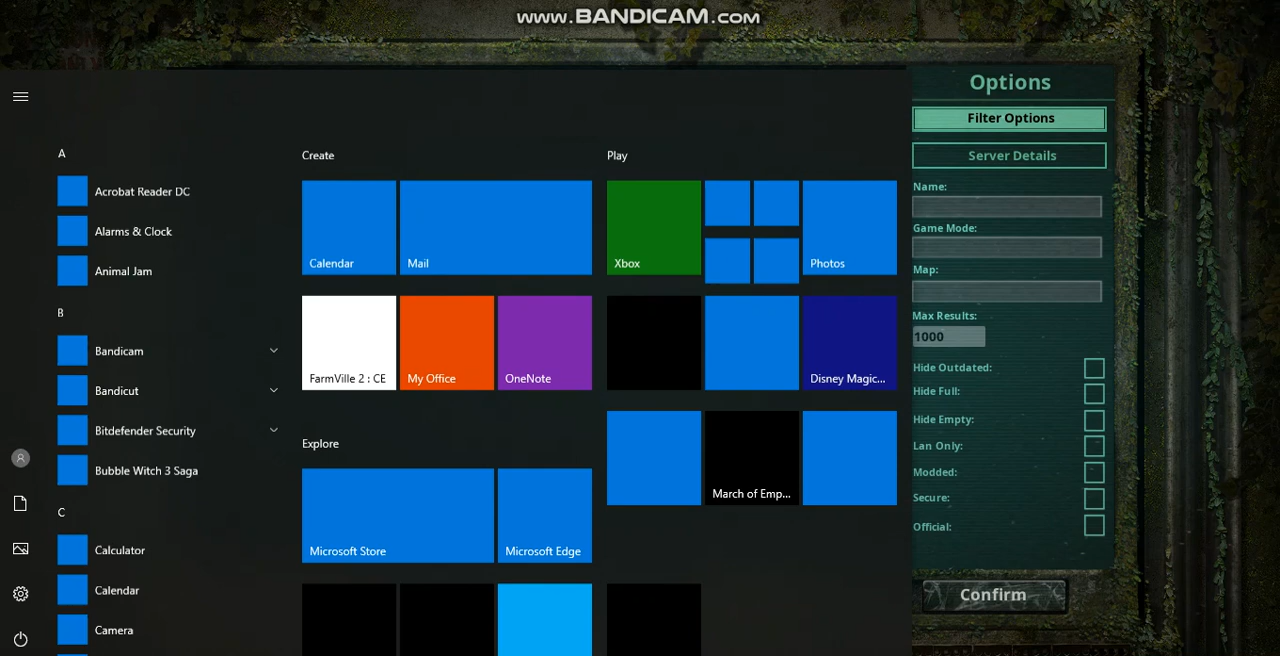 www.BANDICAM.com
A
Acrobat Reader DC
Alarms & Clock
Animal Jam
B
Bandicam
Bandicut
Bitdefender Security
Bubble Witch 3 Saga
C
Calculator
Calendar
Camera
Create
Calendar
Mail
FarmVille 2 : CE
My Office
OneNote
Explore
Microsoft Store
Microsoft Edge
Play
Xbox
Photos
Disney Magic...
March of Emp...
Options
Filter Options
Server Details
Name:
Game Mode:
Map:
Max Results:
1000
Hide Outdated:
Hide Full:
Hide Empty:
Lan Only:
Modded:
Secure:
Official:
Confirm